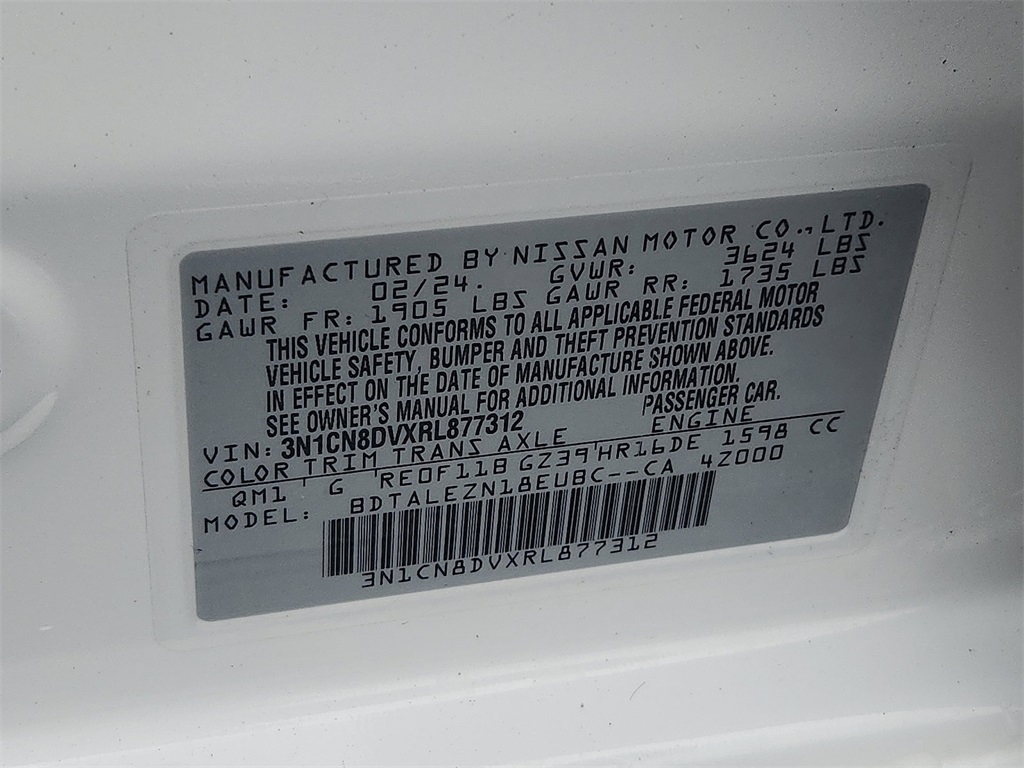 MANUFACTURED BY NISSAN MOTOR CO., LTD.
DATE: 02/24. GVWR: 3624 LBS
GAWR FR: 1905 LBS GAWR RR: 1735 LBS
THIS VEHICLE CONFORMS TO ALL APPLICABLE FEDERAL MOTOR
VEHICLE SAFETY, BUMPER AND THEFT PREVENTION STANDARDS
IN EFFECT ON THE DATE OF MANUFACTURE SHOWN ABOVE.
SEE OWNER'S MANUAL FOR ADDITIONAL INFORMATION.
VIN: 3N1CN8DVXRL877312 PASSENGER CAR.
COLOR TRIM TRANS AXLE ENGINE
QM1 G RE0F11B GZ39 HR16DE 1598 CC
MODEL: BDTALEZN18EUBC--CA 4Z000
3N1CN8DVXRL877312